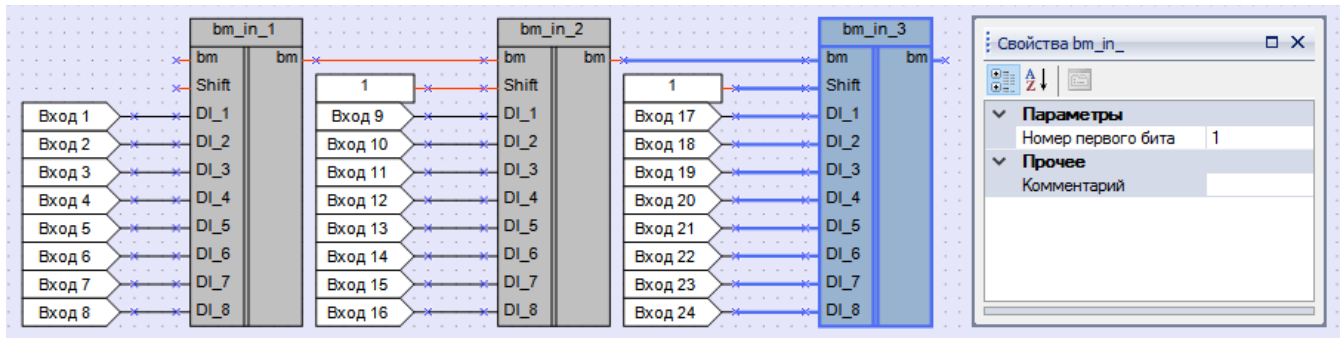 bm_in_1
bm bm
Shift
Вход 1 DI_1
Вход 2 DI_2
Вход 3 DI_3
Вход 4 DI_4
Вход 5 DI_5
Вход 6 DI_6
Вход 7 DI_7
Вход 8 DI_8
bm_in_2
bm bm
1 Shift
Вход 9 DI_1
Вход 10 DI_2
Вход 11 DI_3
Вход 12 DI_4
Вход 13 DI_5
Вход 14 DI_6
Вход 15 DI_7
Вход 16 DI_8
bm_in_3
bm bm
1 Shift
Вход 17 DI_1
Вход 18 DI_2
Вход 19 DI_3
Вход 20 DI_4
Вход 21 DI_5
Вход 22 DI_6
Вход 23 DI_7
Вход 24 DI_8
Свойства bm_in_
Параметры
Номер первого бита 1
Прочее
Комментарий